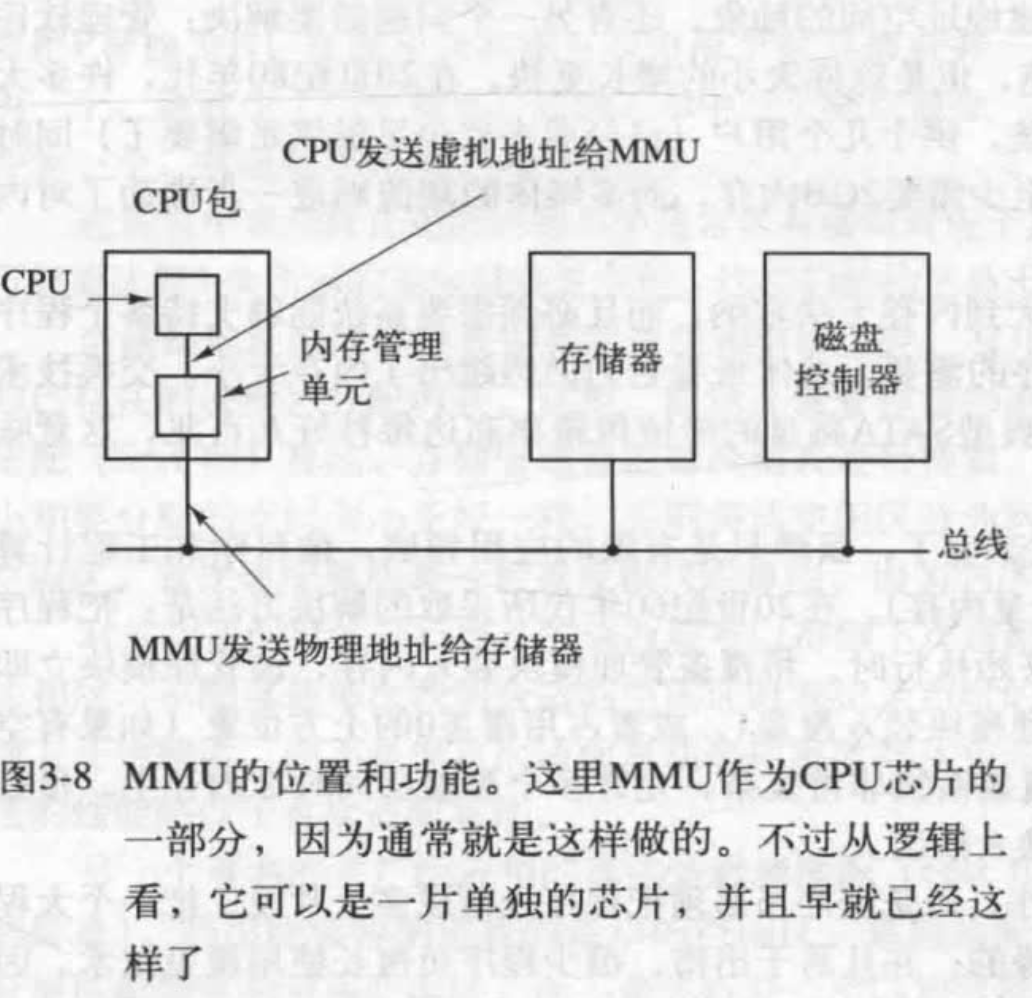 CPU发送虚拟地址给MMU
CPU包
CPU
内存管理
单元
存储器
磁盘
控制器
总线
MMU发送物理地址给存储器
图3-8 MMU的位置和功能。这里MMU作为CPU芯片的
一部分，因为通常就是这样做的。不过从逻辑上
看，它可以是一片单独的芯片，并且早就已经这
样了